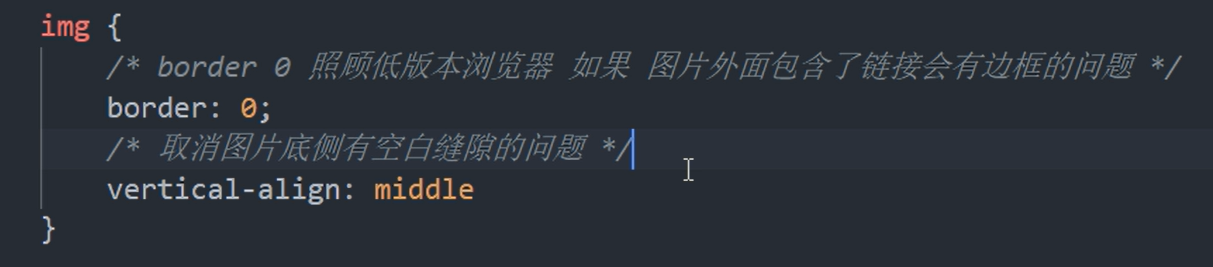 img {
/* border 0 照顾低版本浏览器 如果 图片外面包含了链接会有边框的问题 */
border: 0;
/* 取消图片底侧有空白缝隙的问题 */
vertical-align: middle
}